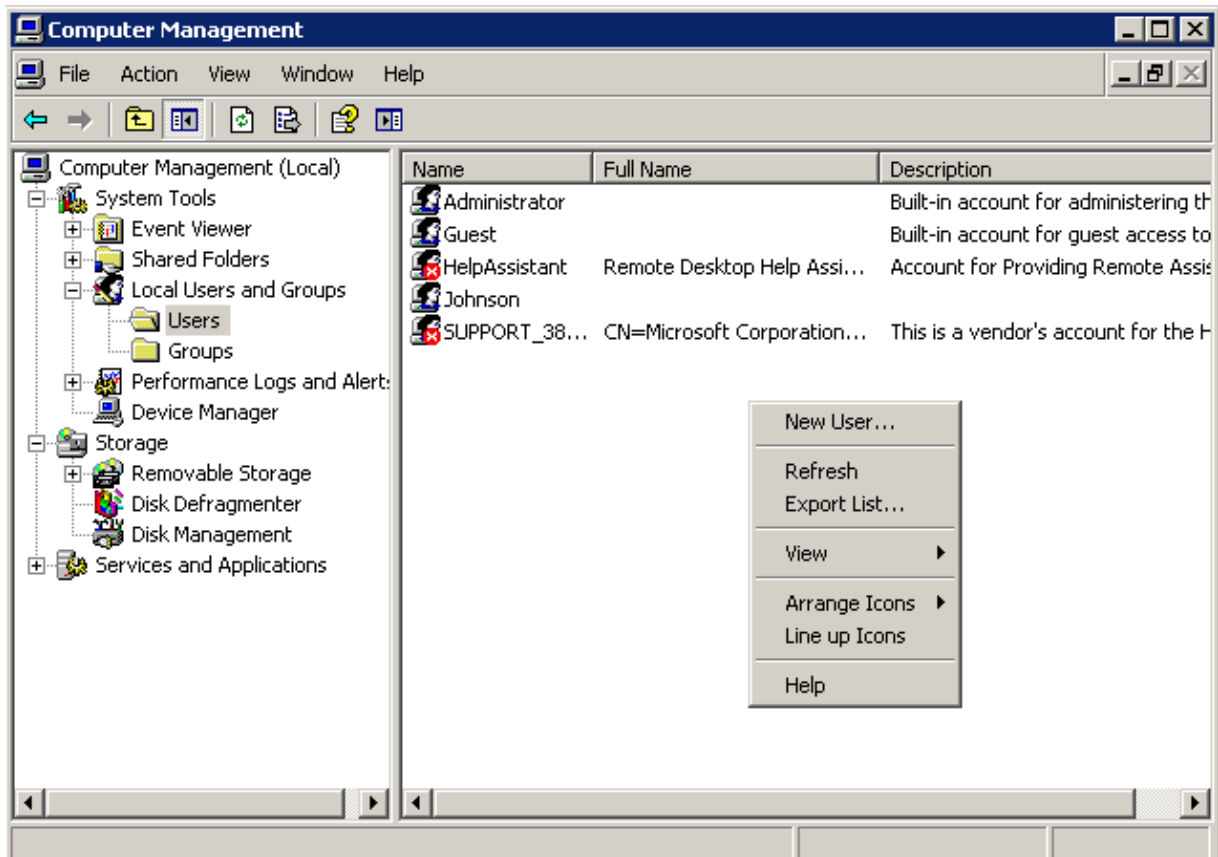 Computer Management
File Action View Window Help
Computer Management (Local)
System Tools
Event Viewer
Shared Folders
Local Users and Groups
Users
Groups
Performance Logs and Alert
Device Manager
Storage
Removable Storage
Disk Defragmenter
Disk Management
Services and Applications
Name Full Name Description
Administrator Built-in account for administering th
Guest Built-in account for guest access to
HelpAssistant Remote Desktop Help Assi... Account for Providing Remote Assis
Johnson
SUPPORT_38... CN=Microsoft Corporation... This is a vendor's account for the H
New User...
Refresh
Export List...
View
Arrange Icons
Line up Icons
Help